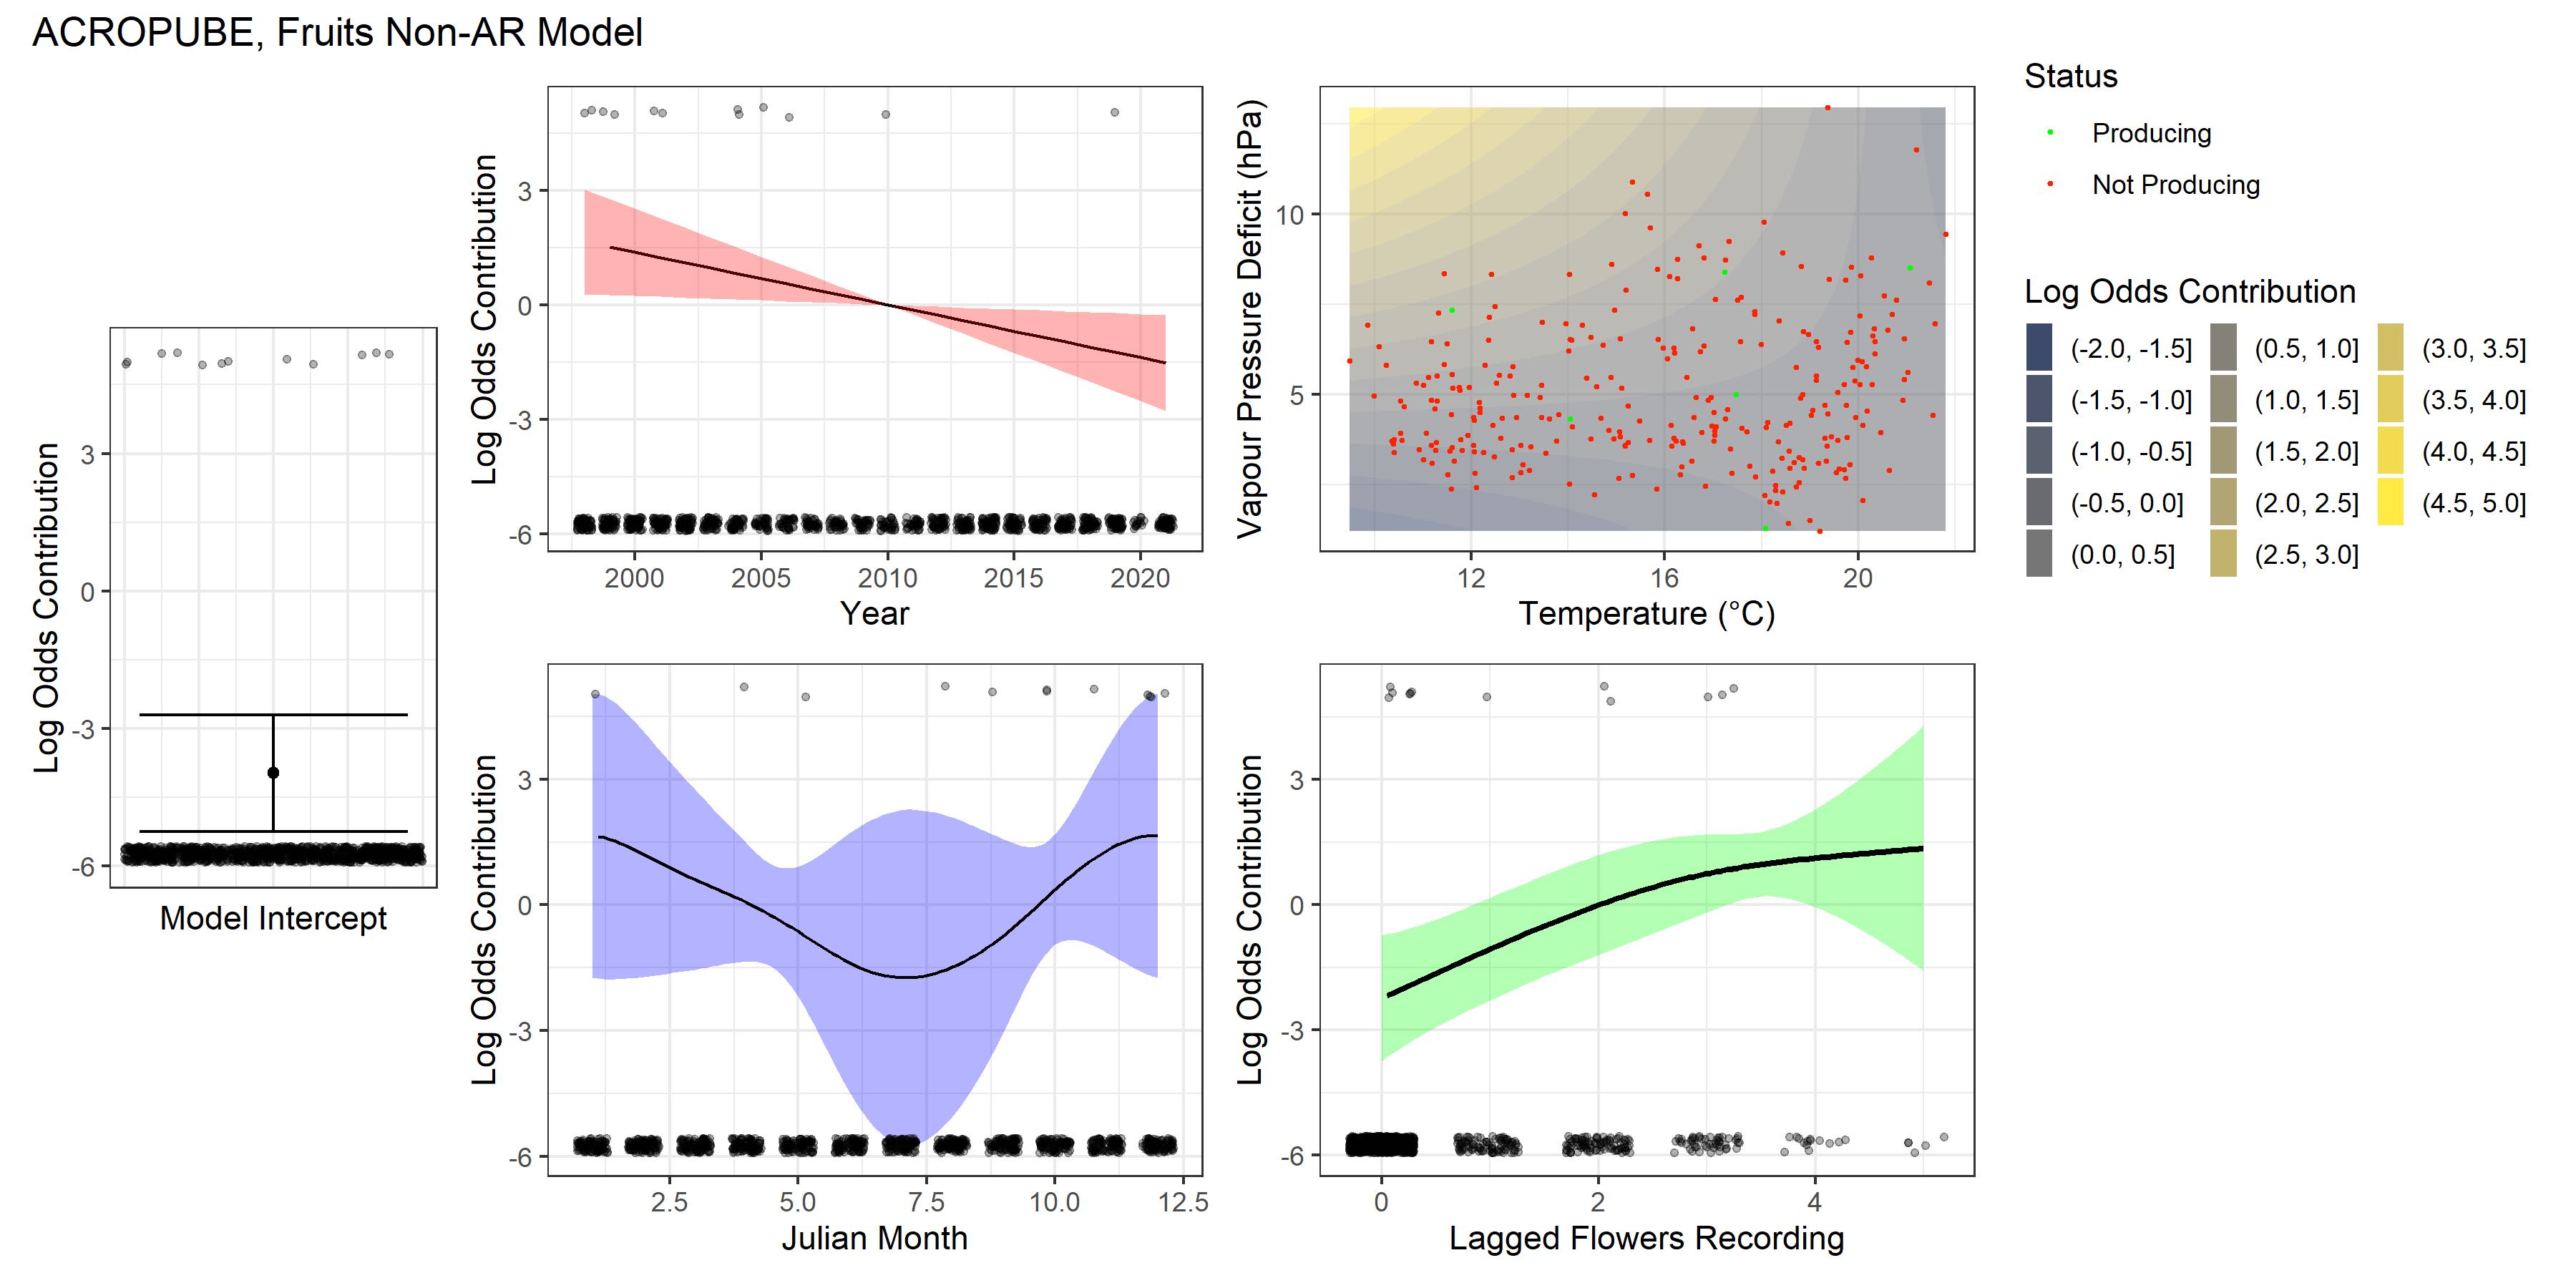 ACROPUBE, Fruits Non-AR Model
Log Odds Contribution
3
0
-3
-6
Model Intercept
Log Odds Contribution
3
0
-3
-6
2000 2005 2010 2015 2020
Year
Vapour Pressure Deficit (hPa)
10
5
12 16 20
Temperature (°C)
Log Odds Contribution
3
0
-3
-6
2.5 5.0 7.5 10.0 12.5
Julian Month
Log Odds Contribution
3
0
-3
-6
0 2 4
Lagged Flowers Recording
Status
Producing
Not Producing
Log Odds Contribution
(-2.0, -1.5] (0.5, 1.0] (3.0, 3.5]
(-1.5, -1.0] (1.0, 1.5] (3.5, 4.0]
(-1.0, -0.5] (1.5, 2.0] (4.0, 4.5]
(-0.5, 0.0] (2.0, 2.5] (4.5, 5.0]
(0.0, 0.5] (2.5, 3.0]